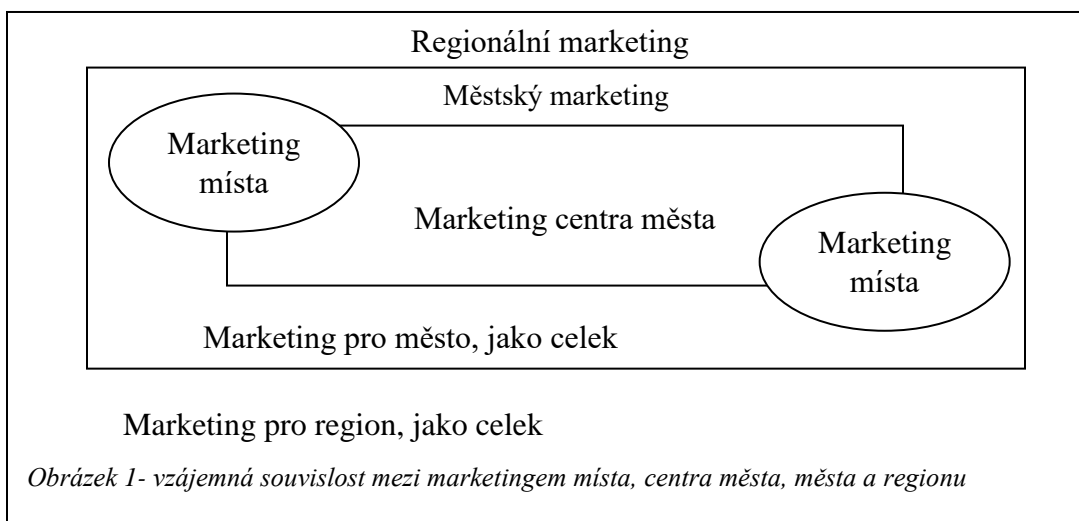 Regionální marketing
Městský marketing
Marketing
místa
Marketing centra města
Marketing
místa
Marketing pro město, jako celek
Marketing pro region, jako celek
Obrázek 1- vzájemná souvislost mezi marketingem místa, centra města, města a regionu